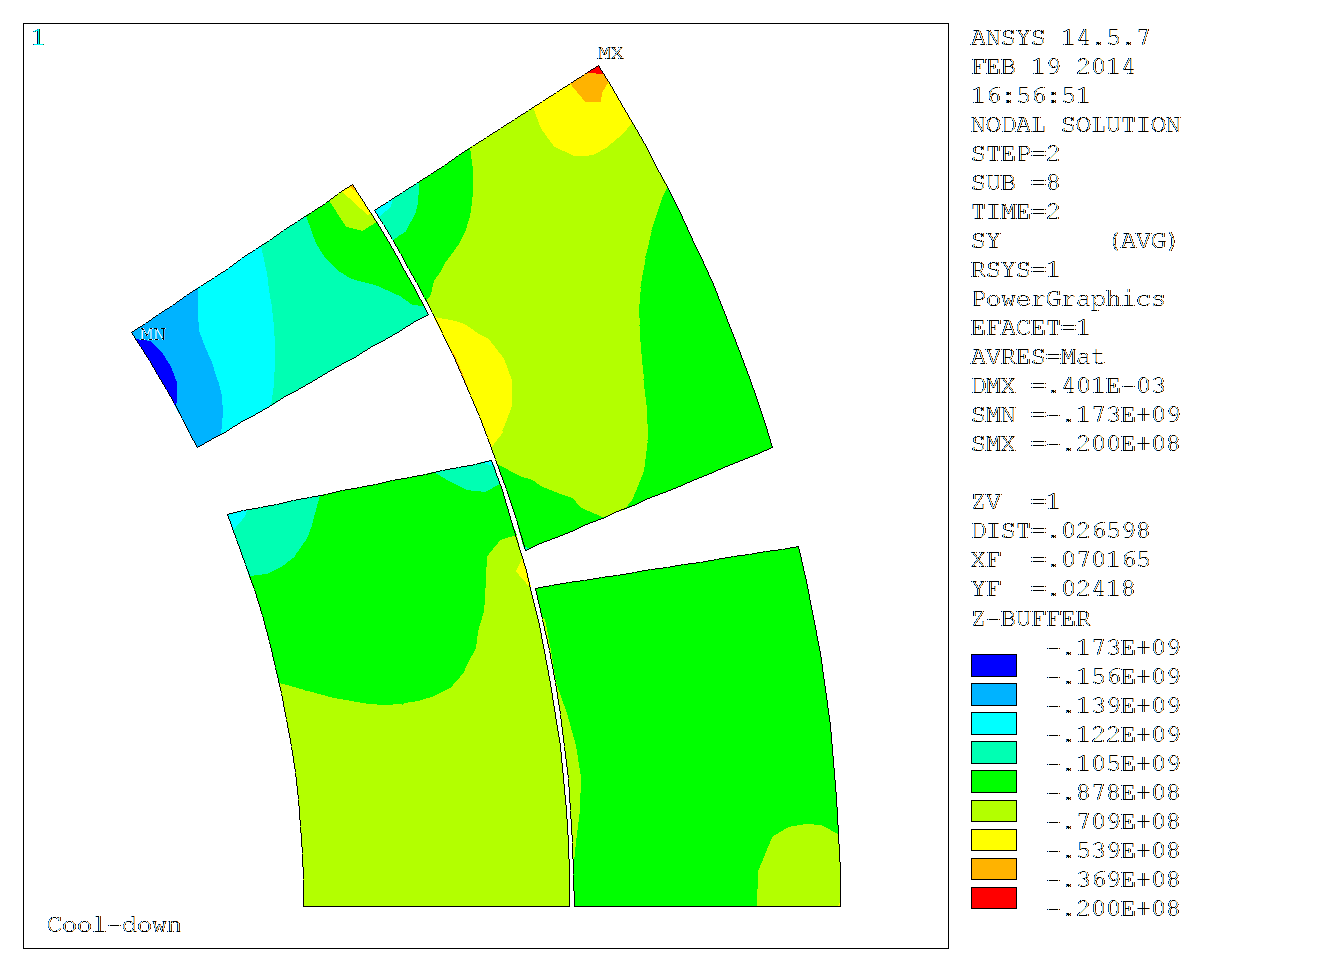 1
MX
MN
Cool-down
ANSYS 14.5.7
FEB 19 2014
16:56:51
NODAL SOLUTION
STEP=2
SUB =8
TIME=2
SY (AVG)
RSYS=1
PowerGraphics
EFACET=1
AVRES=Mat
DMX =.401E-03
SMN =-.173E+09
SMX =-.200E+08
ZV =1
DIST=.026598
XF =.070165
YF =.02418
Z-BUFFER
-.173E+09
-.156E+09
-.139E+09
-.122E+09
-.105E+09
-.878E+08
-.709E+08
-.539E+08
-.369E+08
-.200E+08